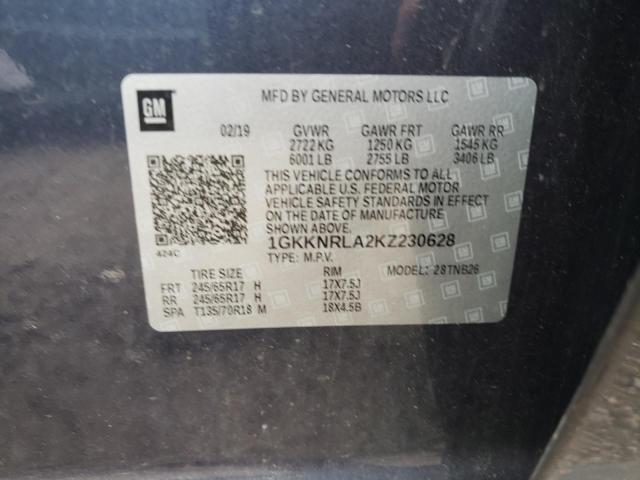 GM
MFD BY GENERAL MOTORS LLC
02/19 GVWR GAWR FRT GAWR RR
2722 KG 1250 KG 1545 KG
6001 LB 2755 LB 3406 LB
THIS VEHICLE CONFORMS TO ALL
APPLICABLE U.S. FEDERAL MOTOR
VEHICLE SAFETY STANDARDS IN EFFECT
ON THE DATE OF MANUFACTURE
SHOWN ABOVE.
1GKKNRLA2KZ230628
424C TYPE: M.P.V.
TIRE SIZE RIM MODEL: 28TNB26
FRT 245/65R17 H 17X7.5J
RR 245/65R17 H 17X7.5J
SPA T135/70R18 M 18X4.5B